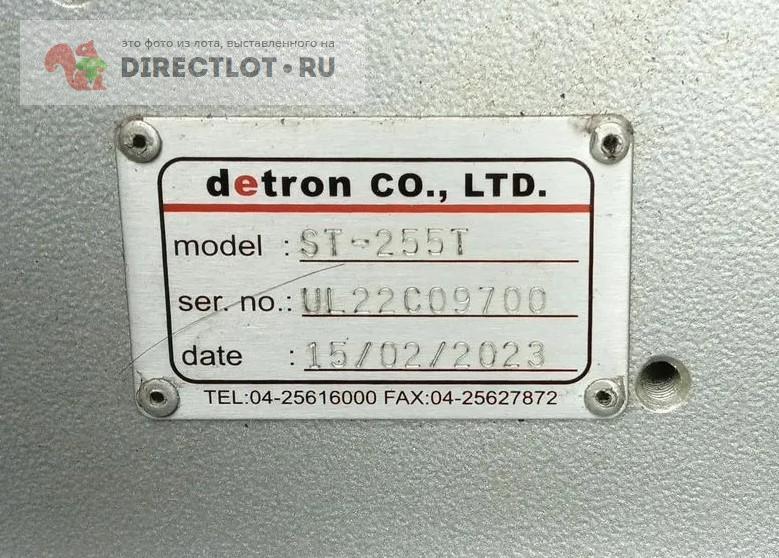 это фото из лота, выставленного на
DIRECTLOT.RU
detron CO., LTD.
model : ST-255T
ser. no.: UL22C09700
date : 15/02/2023
TEL:04-25616000 FAX:04-25627872